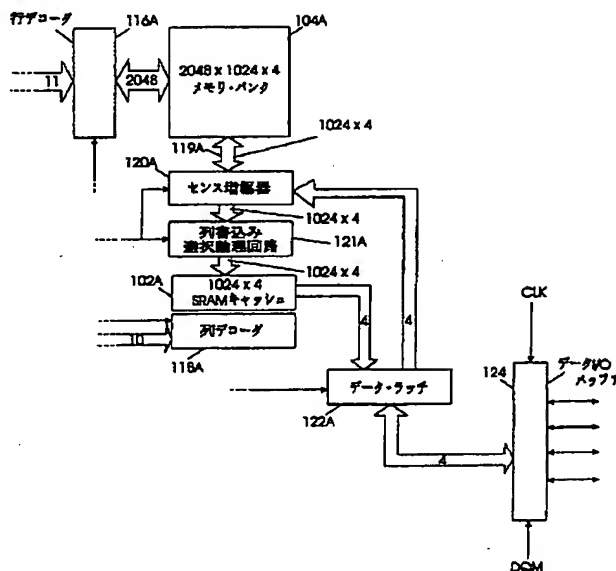 行デコーダ
116A
104A
11
2048
2048 x 1024 x 4
メモリ・バンク
119A
1024 x 4
120A
センス増幅器
1024 x 4
列書込み
選択論理回路
121A
1024 x 4
102A
1024 x 4
SRAMキャッシュ
10
列デコーダ
118A
4
4
データ・ラッチ
122A
4
CLK
124
データI/O
DQM